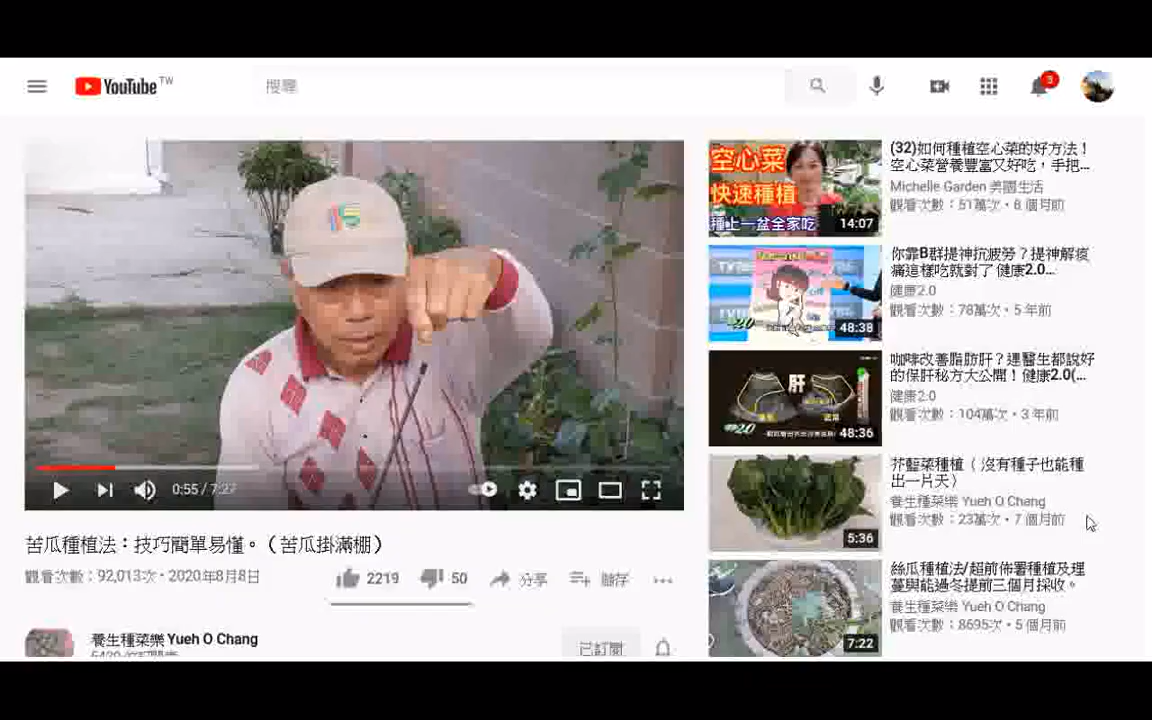 YouTube TW
搜尋
3
空心菜
快速種植
種上一盆全家吃
14:07
(32)如何種植空心菜的好方法！
空心菜營養豐富又好吃，手把...
Michelle Garden 美國生活
觀看次數：51萬次・6 個月前
48:38
你靠B群提神抗疲勞？提神解疲
痛這樣吃就對了 健康2.0...
健康2.0
觀看次數：78萬次・5 年前
肝
48:36
咖啡改善脂肪肝？連醫生都說好
的保肝秘方大公開！健康2.0(...
健康2.0
觀看次數：104萬次・3 年前
5:36
芥藍菜種植（ 沒有種子也能種
出一片天）
養生種菜樂 Yueh O Chang
觀看次數：23萬次・7 個月前
7:22
絲瓜種植法/超前佈署種植及埋
蔓與能過冬提前三個月採收。
養生種菜樂 Yueh O Chang
觀看次數：8695次・5 個月前
0:55 / 7:27
苦瓜種植法：技巧簡單易懂。（苦瓜掛滿棚）
觀看次數：92,013次・2020年8月8日
2219
50
分享
儲存
養生種菜樂 Yueh O Chang
已訂閱